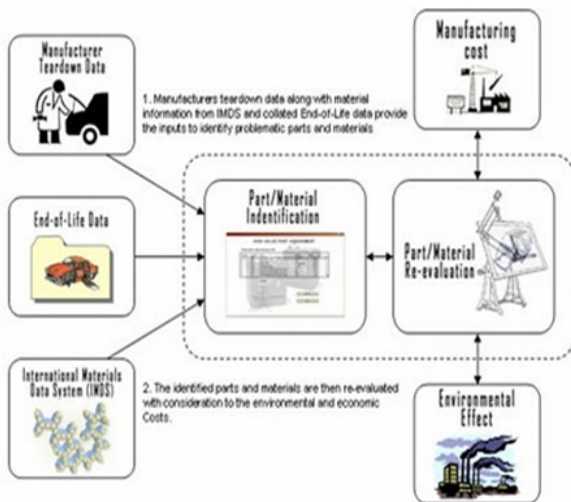 Manufacturer
Teardown Data
Manufacturing
cost
1. Manufacturers teardown data along with material
information from IMDS and collated End-of-Life data provide
the inputs to identify problematic parts and materials
End-of-Life Data
Part/Material
Indentification
Part/Material
Re-evaluation
International Materials
Data System (IMDS)
2. The identified parts and materials are then re-evaluated
with consideration to the environmental and economic
Costs.
Environmental
Effect